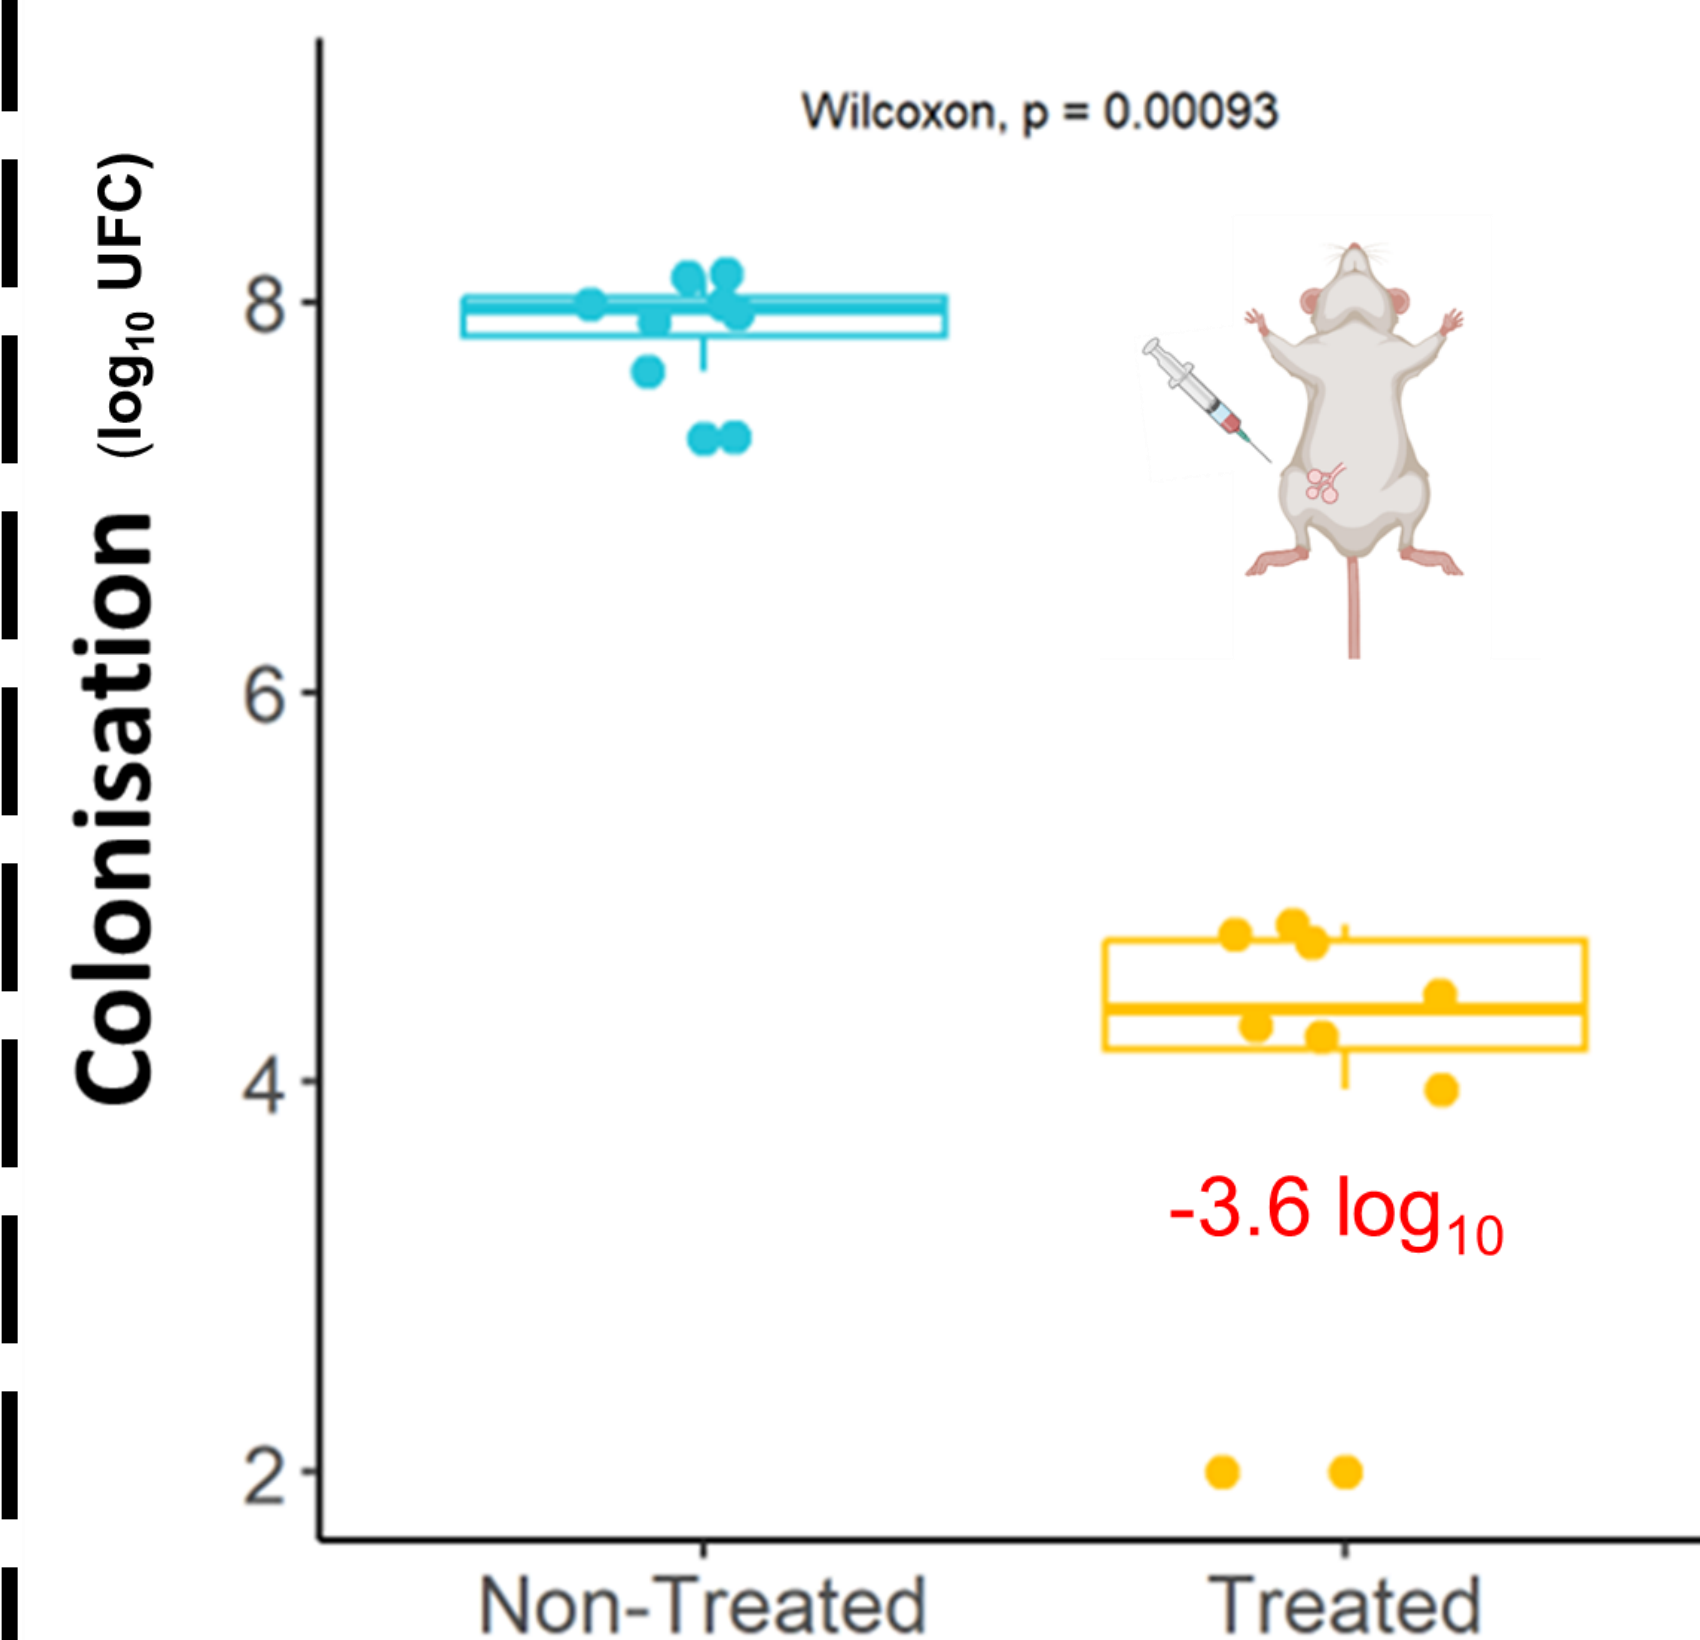 Wilcoxon, p = 0.00093
Colonisation (log₁₀ UFC)
8
6
4
2
-3.6 log₁₀
Non-Treated
Treated